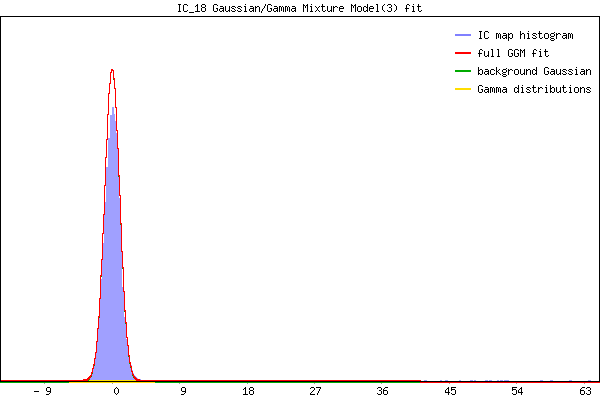 IC_18 Gaussian/Gamma Mixture Model(3) fit
IC map histogram
full GGM fit
background Gaussian
Gamma distributions
-9 0 9 18 27 36 45 54 63